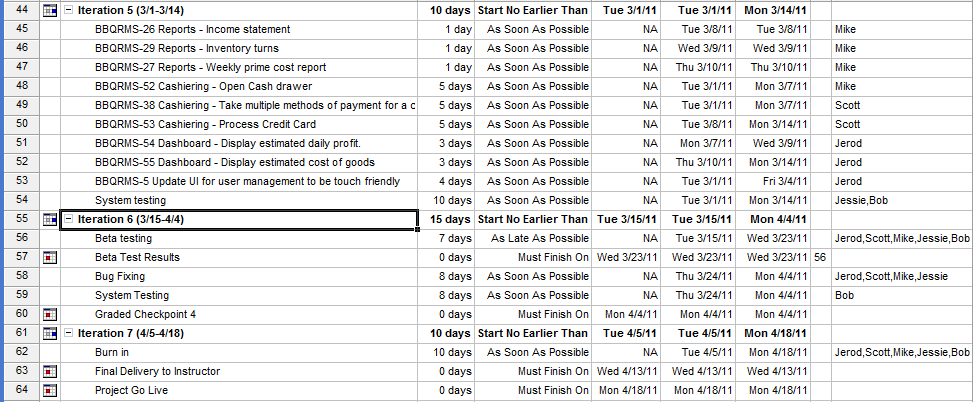 44 Iteration 5 (3/1-3/14) 10 days Start No Earlier Than Tue 3/1/11 Tue 3/1/11 Mon 3/14/11
45 BBQRMS-26 Reports - Income statement 1 day As Soon As Possible NA Tue 3/8/11 Tue 3/8/11 Mike
46 BBQRMS-29 Reports - Inventory turns 1 day As Soon As Possible NA Wed 3/9/11 Wed 3/9/11 Mike
47 BBQRMS-27 Reports - Weekly prime cost report 1 day As Soon As Possible NA Thu 3/10/11 Thu 3/10/11 Mike
48 BBQRMS-52 Cashiering - Open Cash drawer 5 days As Soon As Possible NA Tue 3/1/11 Mon 3/7/11 Mike
49 BBQRMS-38 Cashiering - Take multiple methods of payment for a c 5 days As Soon As Possible NA Tue 3/1/11 Mon 3/7/11 Scott
50 BBQRMS-53 Cashiering - Process Credit Card 5 days As Soon As Possible NA Tue 3/8/11 Mon 3/14/11 Scott
51 BBQRMS-54 Dashboard - Display estimated daily profit. 3 days As Soon As Possible NA Mon 3/7/11 Wed 3/9/11 Jerod
52 BBQRMS-55 Dashboard - Display estimated cost of goods 3 days As Soon As Possible NA Thu 3/10/11 Mon 3/14/11 Jerod
53 BBQRMS-5 Update UI for user management to be touch friendly 4 days As Soon As Possible NA Tue 3/1/11 Fri 3/4/11 Jerod
54 System testing 10 days As Soon As Possible NA Tue 3/1/11 Mon 3/14/11 Jessie,Bob
55 Iteration 6 (3/15-4/4) 15 days Start No Earlier Than Tue 3/15/11 Tue 3/15/11 Mon 4/4/11
56 Beta testing 7 days As Late As Possible NA Tue 3/15/11 Wed 3/23/11 Jerod,Scott,Mike,Jessie,Bob
57 Beta Test Results 0 days Must Finish On Wed 3/23/11 Wed 3/23/11 Wed 3/23/11 56
58 Bug Fixing 8 days As Soon As Possible NA Thu 3/24/11 Mon 4/4/11 Jerod,Scott,Mike,Jessie
59 System Testing 8 days As Soon As Possible NA Thu 3/24/11 Mon 4/4/11 Bob
60 Graded Checkpoint 4 0 days Must Finish On Mon 4/4/11 Mon 4/4/11 Mon 4/4/11
61 Iteration 7 (4/5-4/18) 10 days Start No Earlier Than Tue 4/5/11 Tue 4/5/11 Mon 4/18/11
62 Burn in 10 days As Soon As Possible NA Tue 4/5/11 Mon 4/18/11 Jerod,Scott,Mike,Jessie,Bob
63 Final Delivery to Instructor 0 days Must Finish On Wed 4/13/11 Wed 4/13/11 Wed 4/13/11
64 Project Go Live 0 days Must Finish On Mon 4/18/11 Mon 4/18/11 Mon 4/18/11